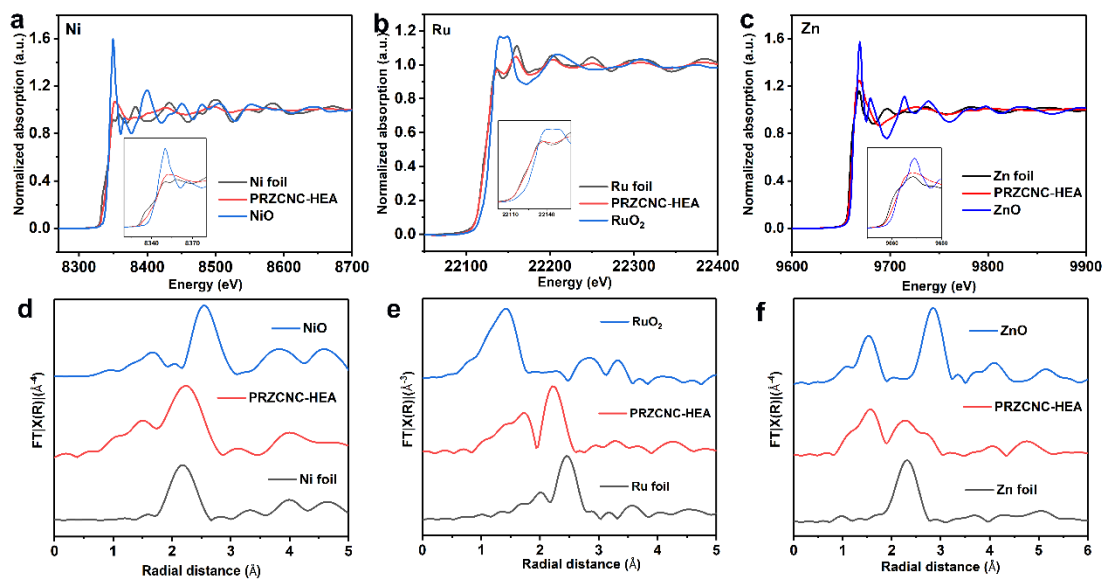 a
Ni
Normalized absorption (a.u.)
1.6
1.2
0.8
0.4
0.0
8300 8400 8500 8600 8700
Energy (eV)
Ni foil
PRZCNC-HEA
NiO
8340 8370
b
Ru
Normalized absorption (a.u.)
1.2
1.0
0.8
0.6
0.4
0.2
0.0
22100 22200 22300 22400
Energy (eV)
Ru foil
PRZCNC-HEA
RuO₂
22110 22140
c
Zn
Normalized absorption (a.u.)
1.6
1.2
0.8
0.4
0.0
9600 9700 9800 9900
Energy (eV)
Zn foil
PRZCNC-HEA
ZnO
9660 9680
d
FT|X(R)|(Å⁻⁴)
NiO
PRZCNC-HEA
Ni foil
0 1 2 3 4 5
Radial distance (Å)
e
FT|X(R)|(Å⁻³)
RuO₂
PRZCNC-HEA
Ru foil
0 1 2 3 4 5
Radial distance (Å)
f
FT|X(R)|(Å⁻⁴)
ZnO
PRZCNC-HEA
Zn foil
0 1 2 3 4 5 6
Radial distance (Å)